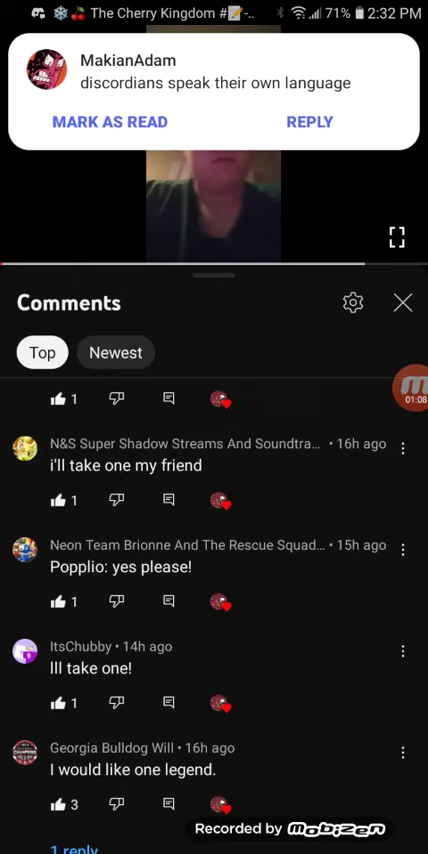 The Cherry Kingdom #📝-.. 71% 2:32 PM
MakianAdam
discordians speak their own language
MARK AS READ REPLY
Comments
Top Newest
1
01:08
N&S Super Shadow Streams And Soundtra... • 16h ago
i'll take one my friend
1
Neon Team Brionne And The Rescue Squad... • 15h ago
Popplio: yes please!
1
ItsChubby • 14h ago
Ill take one!
1
Georgia Bulldog Will • 16h ago
I would like one legend.
3
Recorded by Mobizen
1 reply